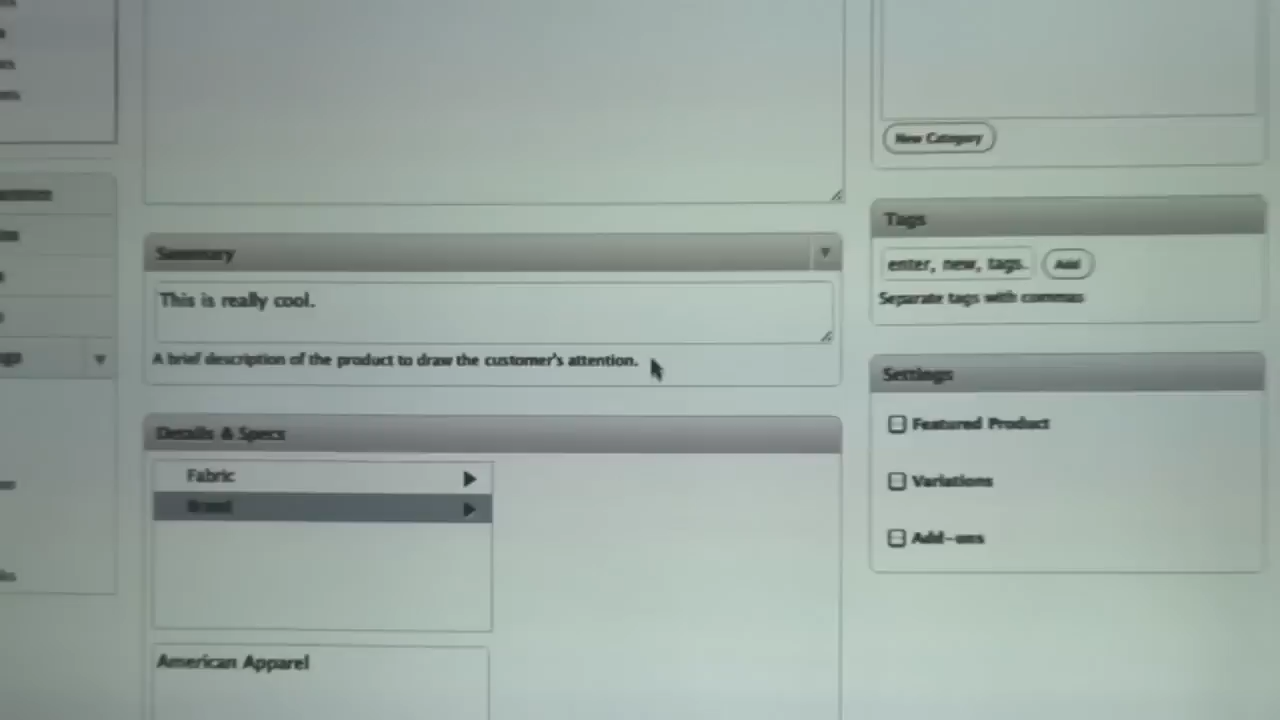 New Category
Tags
enter, new, tags.
Add
Separate tags with commas
Summary
This is really cool.
A brief description of the product to draw the customer's attention.
Settings
Featured Product
Variations
Add-ons
Details & Specs
Fabric
Brand
American Apparel